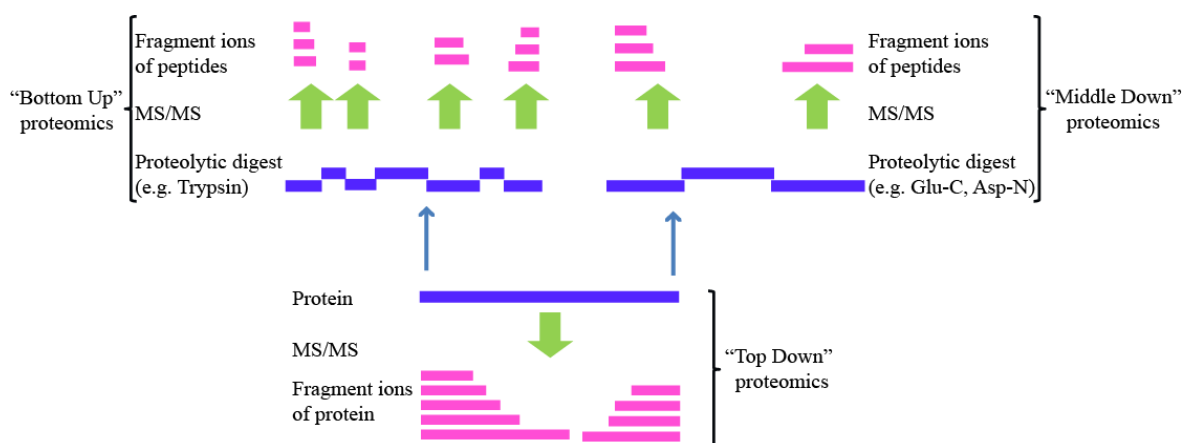 Fragment ions
of peptides
“Bottom Up”
proteomics
MS/MS
Proteolytic digest
(e.g. Trypsin)
Fragment ions
of peptides
MS/MS
“Middle Down”
proteomics
Proteolytic digest
(e.g. Glu-C, Asp-N)
Protein
MS/MS
Fragment ions
of protein
“Top Down”
proteomics